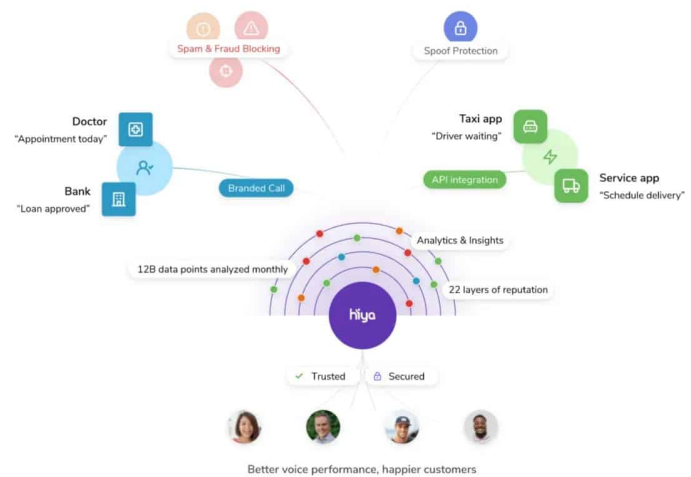 Spam & Fraud Blocking
Spoof Protection
Doctor
“Appointment today”
Taxi app
“Driver waiting”
Bank
“Loan approved”
Branded Call
API integration
Service app
“Schedule delivery”
Analytics & Insights
12B data points analyzed monthly
22 layers of reputation
hiya
Trusted
Secured
Better voice performance, happier customers